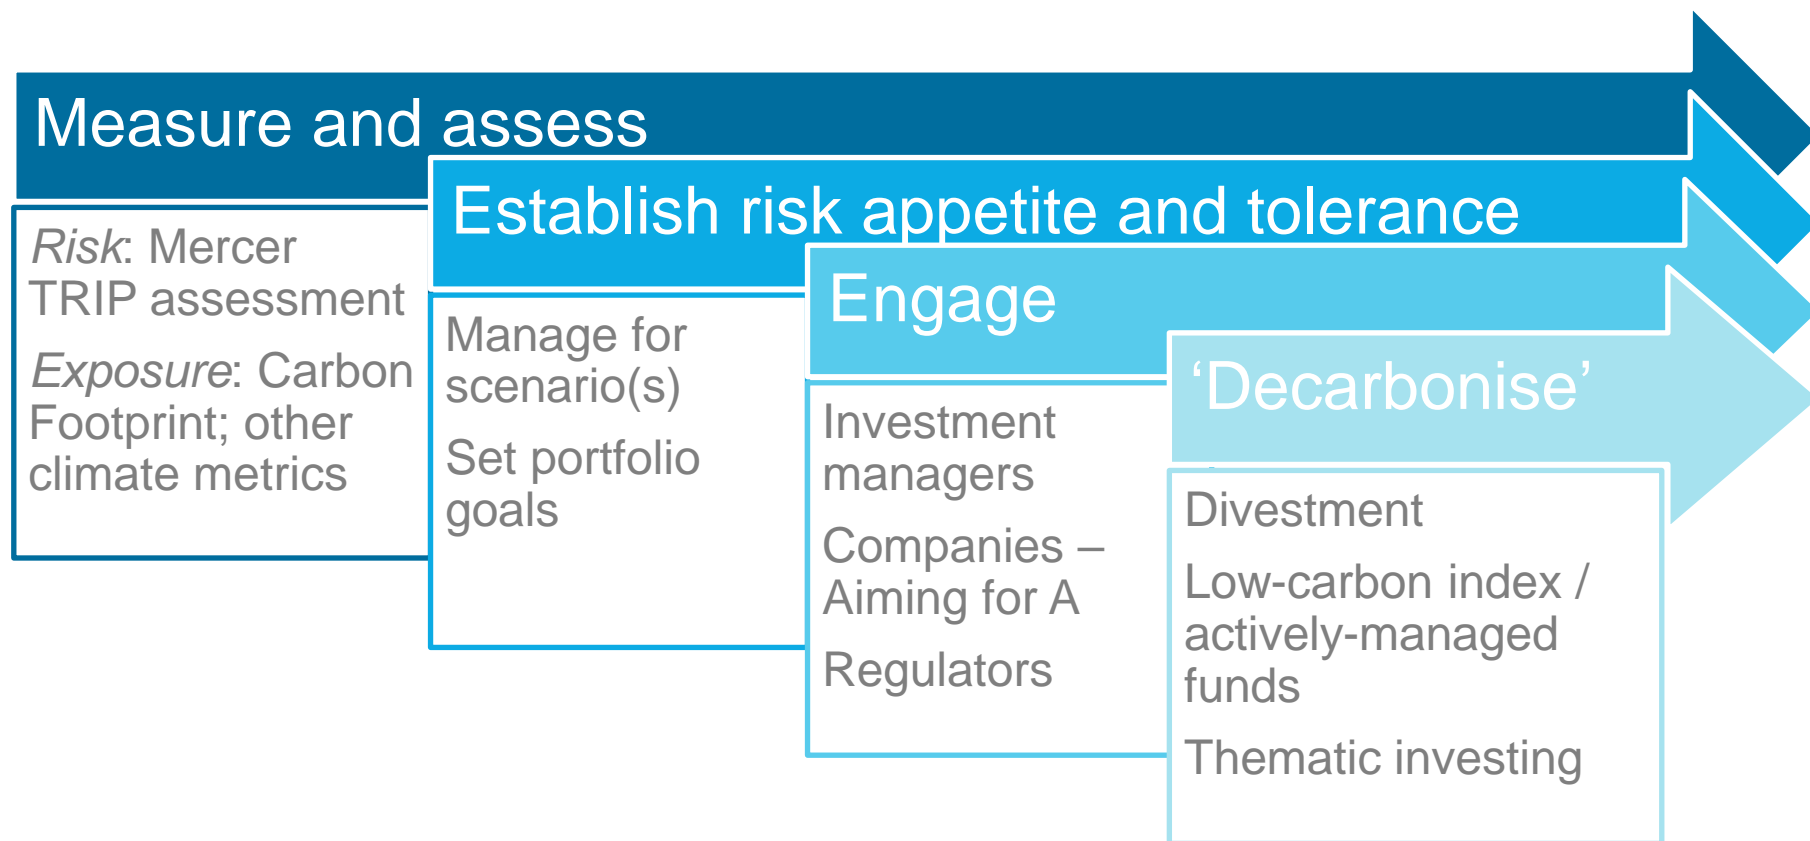 Measure and assess
Risk: Mercer
TRIP assessment
Exposure: Carbon
Footprint; other
climate metrics
Establish risk appetite and tolerance
Manage for
scenario(s)
Set portfolio
goals
Engage
Investment
managers
Companies –
Aiming for A
Regulators
‘Decarbonise’
Divestment
Low-carbon index /
actively-managed
funds
Thematic investing